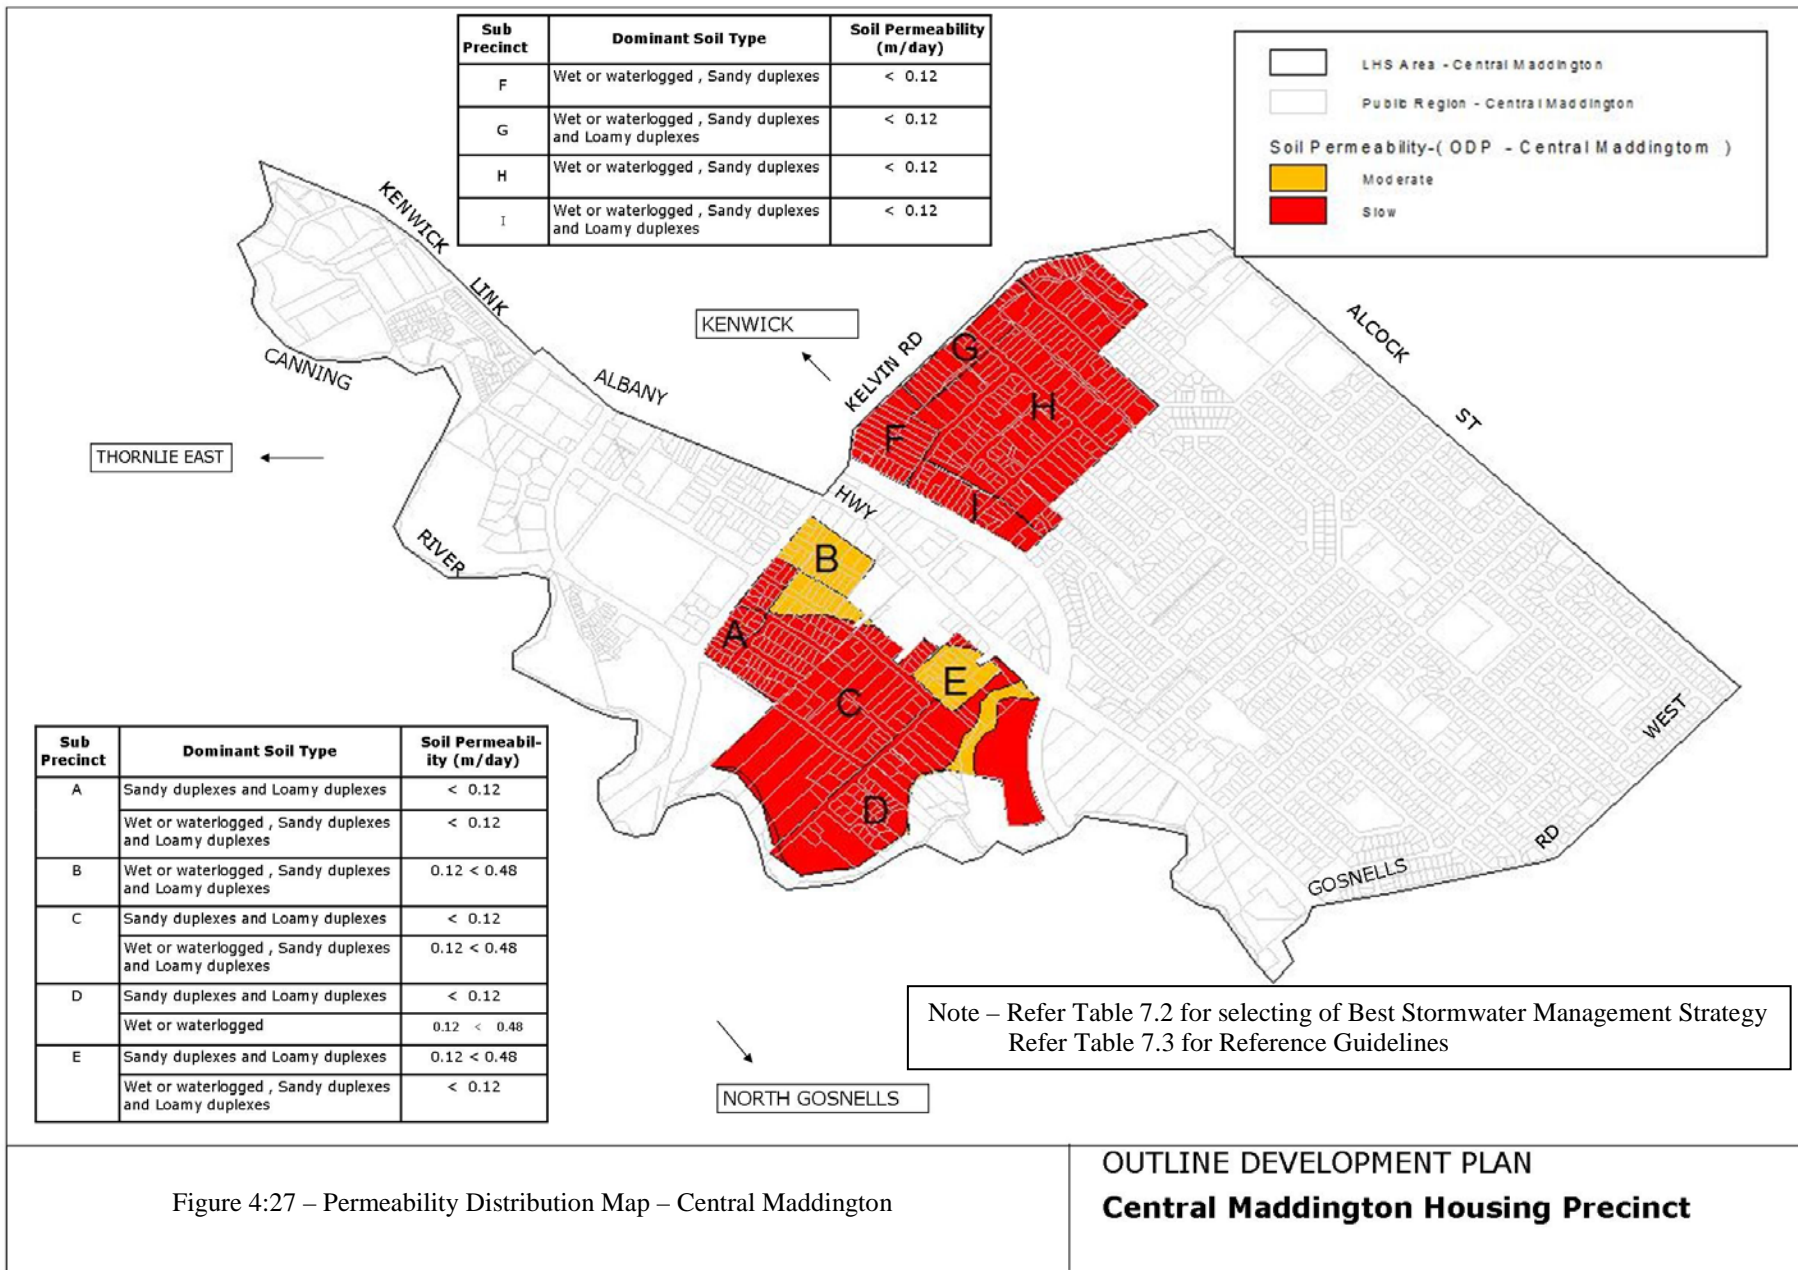 Sub Precinct Dominant Soil Type Soil Permeability (m/day)
F Wet or waterlogged , Sandy duplexes < 0.12
G Wet or waterlogged , Sandy duplexes and Loamy duplexes < 0.12
H Wet or waterlogged , Sandy duplexes < 0.12
I Wet or waterlogged , Sandy duplexes and Loamy duplexes < 0.12
LHS Area - Central Maddington
Public Region - Central Maddington
Soil Permeability-( ODP - Central Maddingtom )
Moderate
Slow
KENWICK
LINK
CANNING
ALBANY
KENWICK
KELVIN RD
ALCOCK
ST
G
H
F
I
THORNLIE EAST
HWY
RIVER
B
A
E
C
D
WEST
RD
GOSNELLS
Sub Precinct Dominant Soil Type Soil Permeabil-ity (m/day)
A Sandy duplexes and Loamy duplexes < 0.12
Wet or waterlogged , Sandy duplexes and Loamy duplexes < 0.12
B Wet or waterlogged , Sandy duplexes and Loamy duplexes 0.12 < 0.48
C Sandy duplexes and Loamy duplexes < 0.12
Wet or waterlogged , Sandy duplexes and Loamy duplexes 0.12 < 0.48
D Sandy duplexes and Loamy duplexes < 0.12
Wet or waterlogged 0.12 < 0.48
E Sandy duplexes and Loamy duplexes 0.12 < 0.48
Wet or waterlogged , Sandy duplexes and Loamy duplexes < 0.12
Note – Refer Table 7.2 for selecting of Best Stormwater Management Strategy
Refer Table 7.3 for Reference Guidelines
NORTH GOSNELLS
Figure 4:27 – Permeability Distribution Map – Central Maddington
OUTLINE DEVELOPMENT PLAN
Central Maddington Housing Precinct